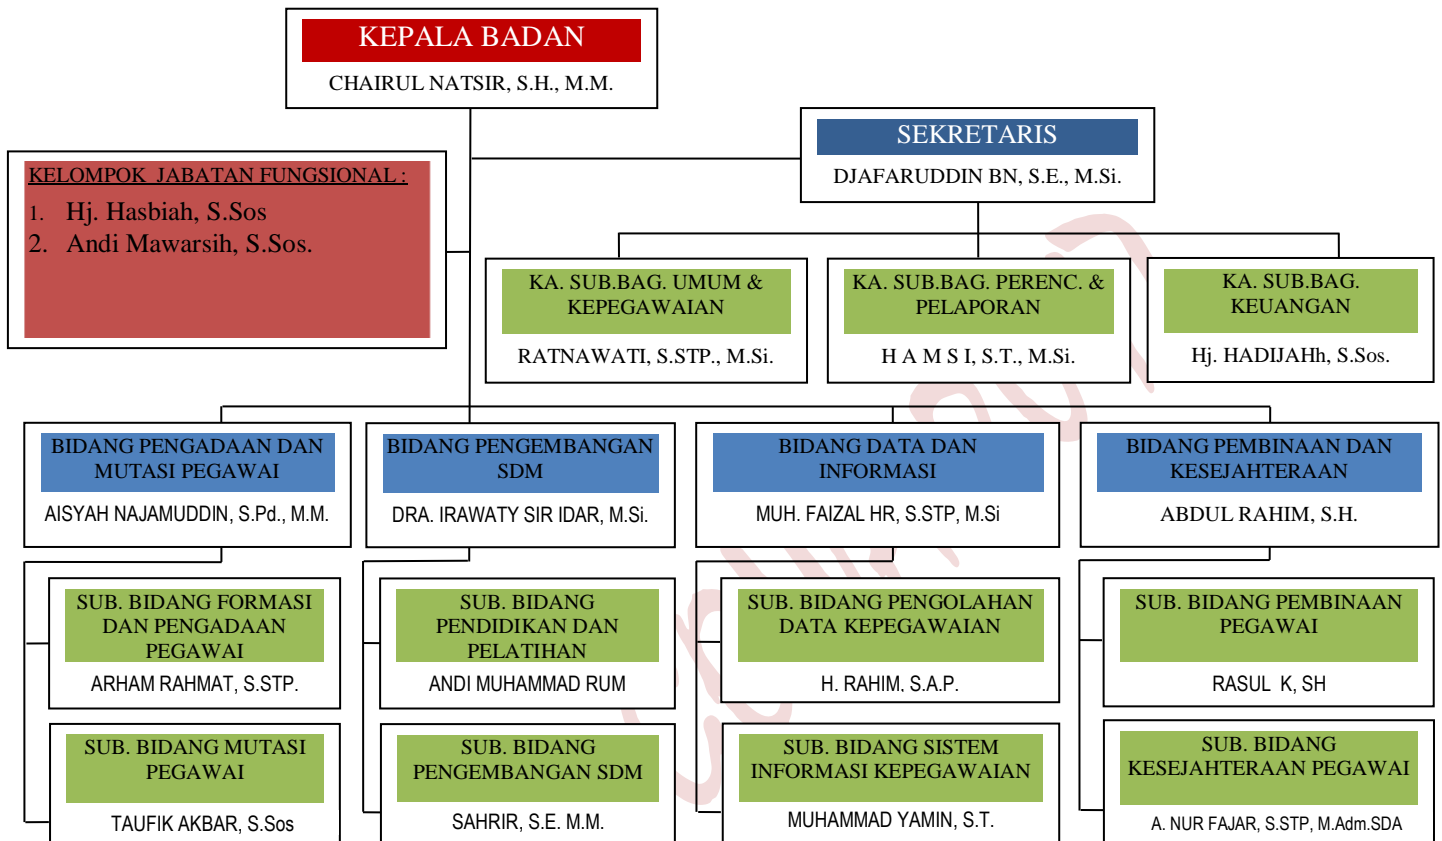 KEPALA BADAN
CHAIRUL NATSIR, S.H., M.M.
SEKRETARIS
DJAFARUDDIN BN, S.E., M.Si.
KELOMPOK JABATAN FUNGSIONAL :
1. Hj. Hasbiah, S.Sos
2. Andi Mawarsih, S.Sos.
KA. SUB.BAG. UMUM &
KEPEGAWAIAN
RATNAWATI, S.STP., M.Si.
KA. SUB.BAG. PERENC. &
PELAPORAN
H A M S I, S.T., M.Si.
KA. SUB.BAG.
KEUANGAN
Hj. HADIJAHh, S.Sos.
BIDANG PENGADAAN DAN
MUTASI PEGAWAI
AISYAH NAJAMUDDIN, S.Pd., M.M.
BIDANG PENGEMBANGAN
SDM
DRA. IRAWATY SIR IDAR, M.Si.
BIDANG DATA DAN
INFORMASI
MUH. FAIZAL HR, S.STP, M.Si
BIDANG PEMBINAAN DAN
KESEJAHTERAAN
ABDUL RAHIM, S.H.
SUB. BIDANG FORMASI
DAN PENGADAAN
PEGAWAI
ARHAM RAHMAT, S.STP.
SUB. BIDANG
PENDIDIKAN DAN
PELATIHAN
ANDI MUHAMMAD RUM
SUB. BIDANG PENGOLAHAN
DATA KEPEGAWAIAN
H. RAHIM, S.A.P.
SUB. BIDANG PEMBINAAN
PEGAWAI
RASUL K, SH
SUB. BIDANG MUTASI
PEGAWAI
TAUFIK AKBAR, S.Sos
SUB. BIDANG
PENGEMBANGAN SDM
SAHRIR, S.E. M.M.
SUB. BIDANG SISTEM
INFORMASI KEPEGAWAIAN
MUHAMMAD YAMIN, S.T.
SUB. BIDANG
KESEJAHTERAAN PEGAWAI
A. NUR FAJAR, S.STP, M.Adm.SDA